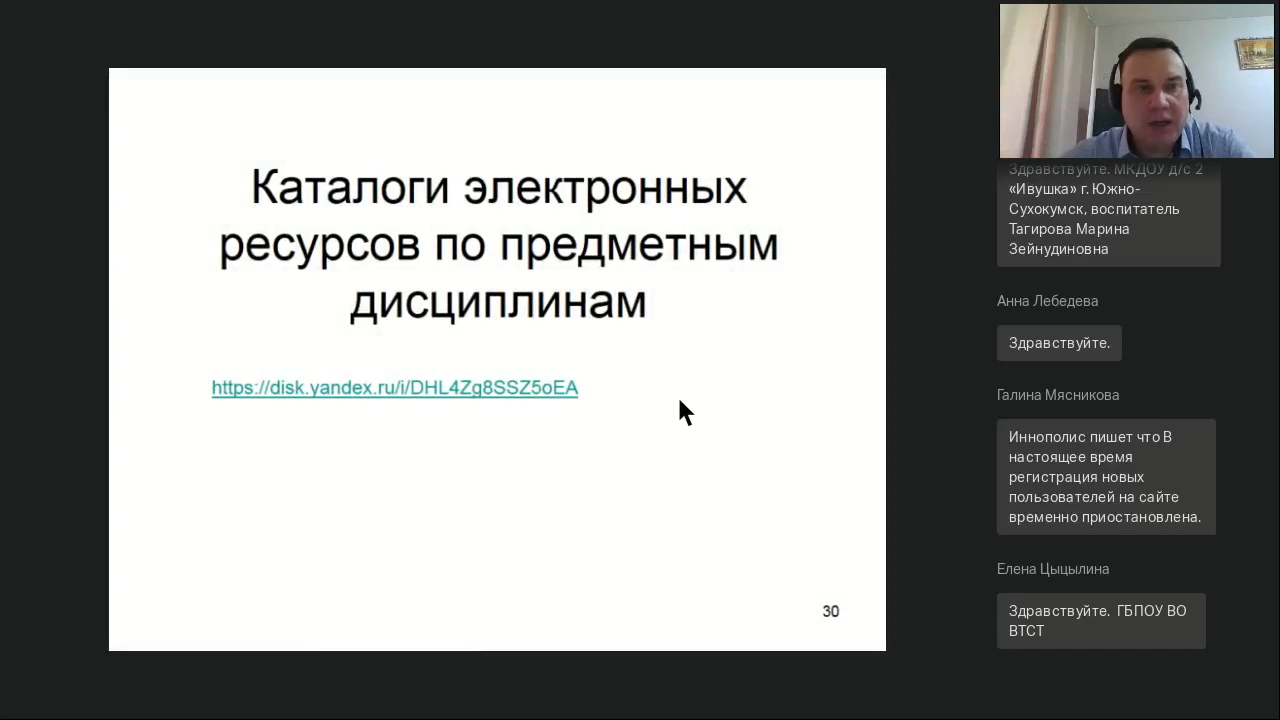 Каталоги электронных
ресурсов по предметным
дисциплинам
https://disk.yandex.ru/i/DHL4Zg8SSZ5oEA
30
Здравствуйте. МКДОУ д/с 2
«Ивушка» г. Южно-
Сухокумск, воспитатель
Тагирова Марина
Зейнудиновна
Анна Лебедева
Здравствуйте.
Галина Мясникова
Иннополис пишет что В
настоящее время
регистрация новых
пользователей на сайте
временно приостановлена.
Елена Цыцылина
Здравствуйте. ГБПОУ ВО
ВТСТ